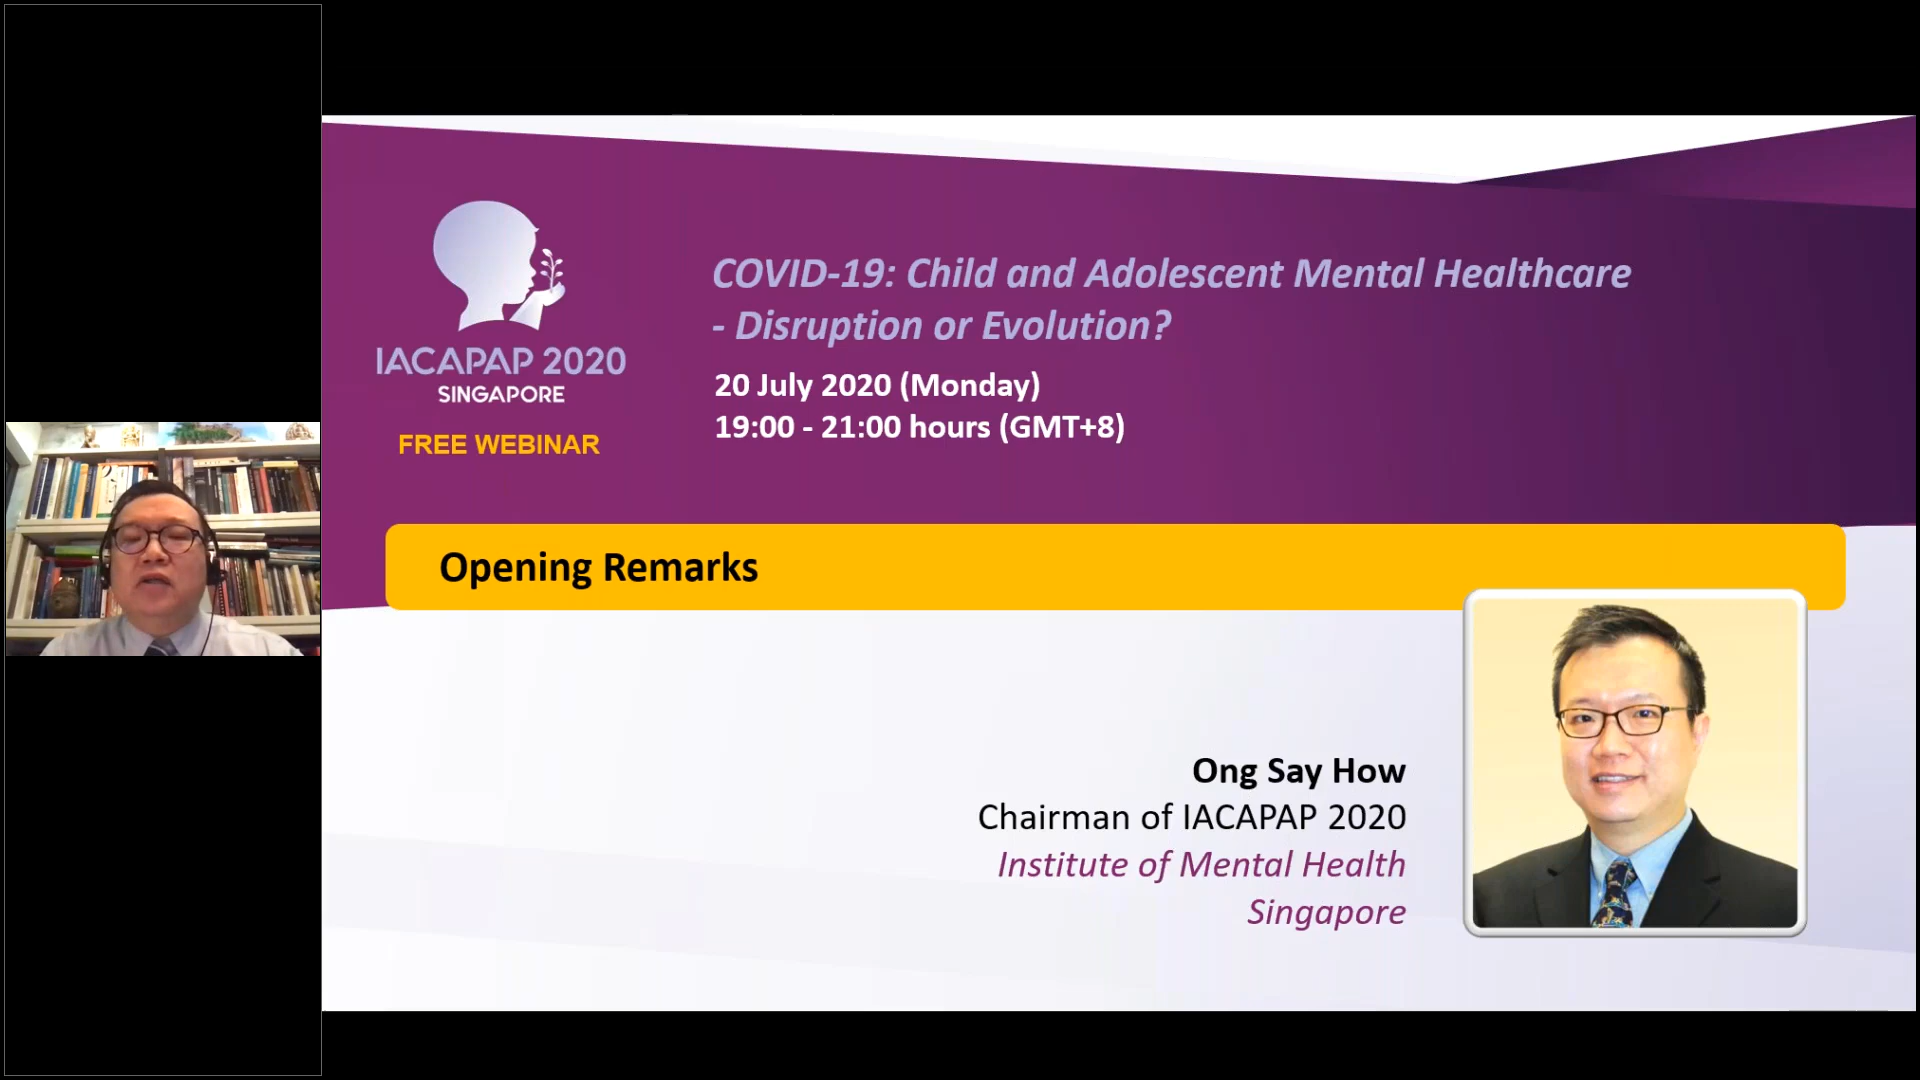 IACAPAP 2020
SINGAPORE
FREE WEBINAR
COVID-19: Child and Adolescent Mental Healthcare
- Disruption or Evolution?
20 July 2020 (Monday)
19:00 - 21:00 hours (GMT+8)
Opening Remarks
Ong Say How
Chairman of IACAPAP 2020
Institute of Mental Health
Singapore